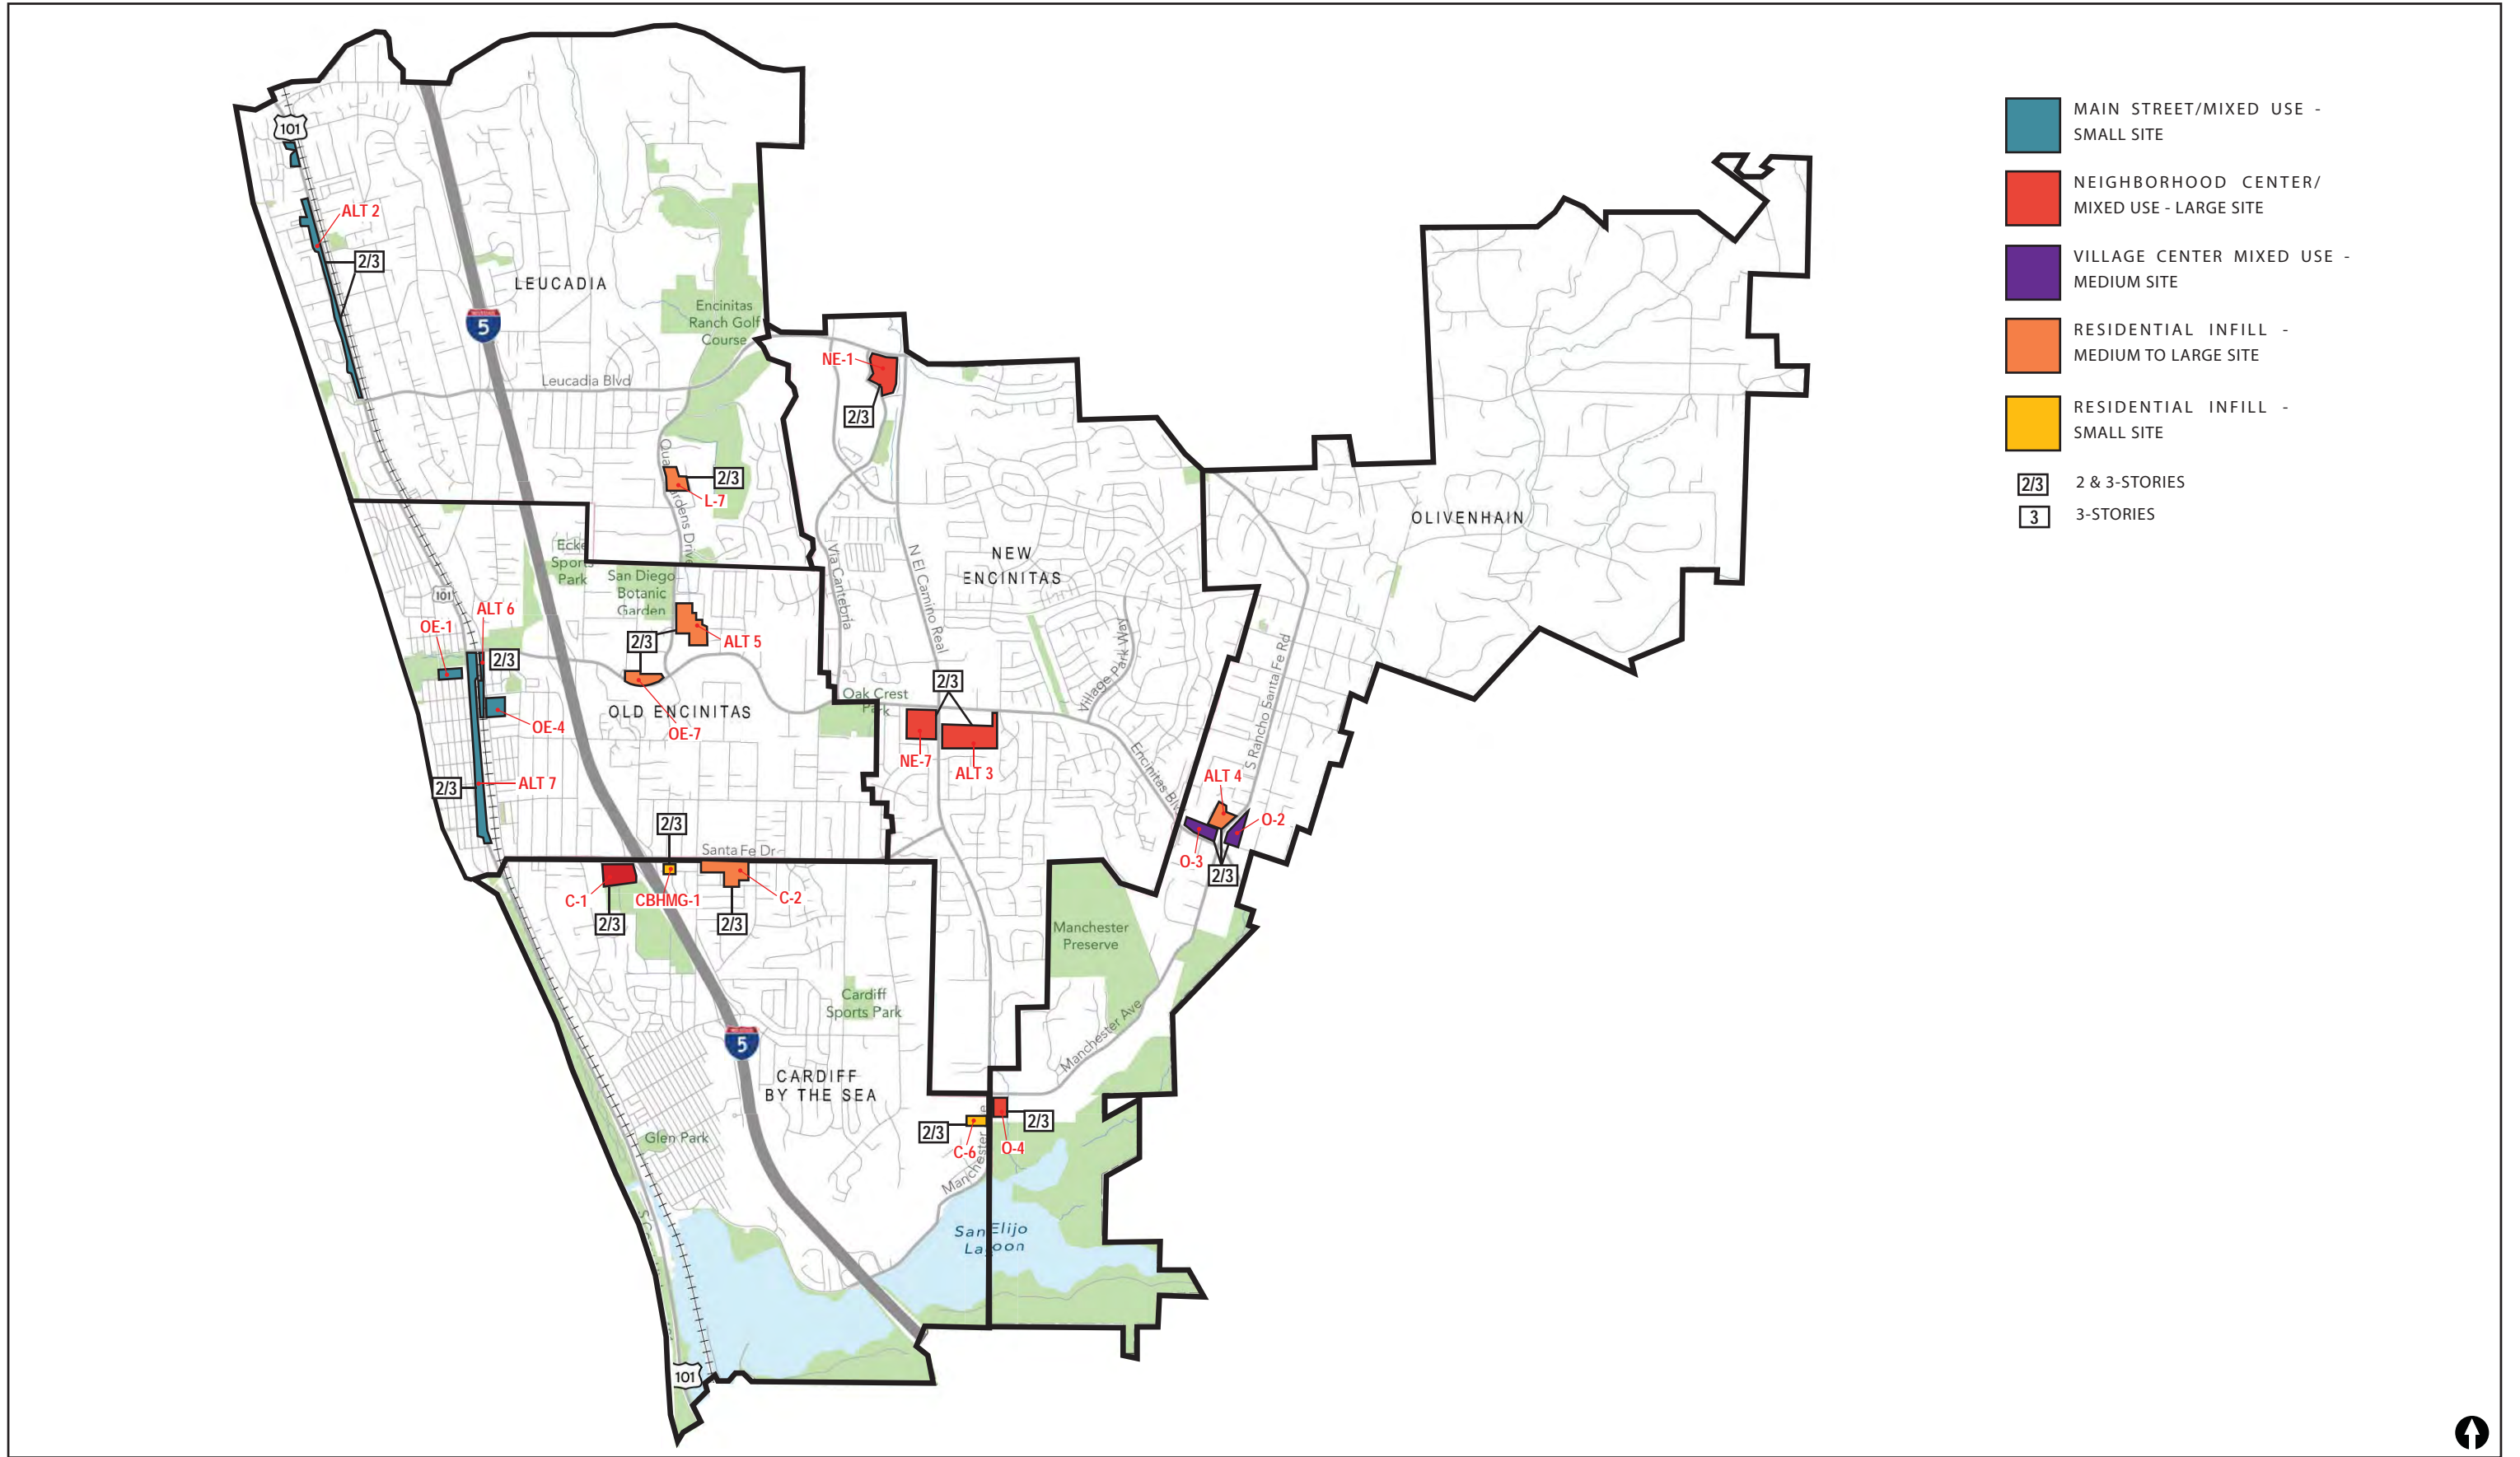 101
ALT 2
2/3
LEUCADIA
5
Encinitas
Ranch Golf
Course
Leucadia Blvd
NE-1
2/3
2/3
L-7
OLIVENHAIN
NEW
ENCINITAS
Via Cantebria
N El Camino Real
Sports
Park
San Diego
Botanic
Garden
101
ALT 6
OE-1
2/3
2/3
ALT 5
Village Park Way
S Rancho Santa Fe Rd
OE-4
OLD ENCINITAS
OE-7
Oak Crest
Park
2/3
NE-7
ALT 3
Encinitas Blvd
2/3
ALT 7
ALT 4
O-2
O-3
2/3
2/3
Santa Fe Dr
C-1
CBHMG-1
C-2
2/3
2/3
Manchester
Preserve
Cardiff
Sports Park
5
Manchester Ave
CARDIFF
BY THE SEA
Glen Park
2/3
C-6
2/3
O-4
Manchester
San Elijo
Lagoon
101
MAIN STREET/MIXED USE -
SMALL SITE
NEIGHBORHOOD CENTER/
MIXED USE - LARGE SITE
VILLAGE CENTER MIXED USE -
MEDIUM SITE
RESIDENTIAL INFILL -
MEDIUM TO LARGE SITE
RESIDENTIAL INFILL -
SMALL SITE
2/3 2 & 3-STORIES
3 3-STORIES